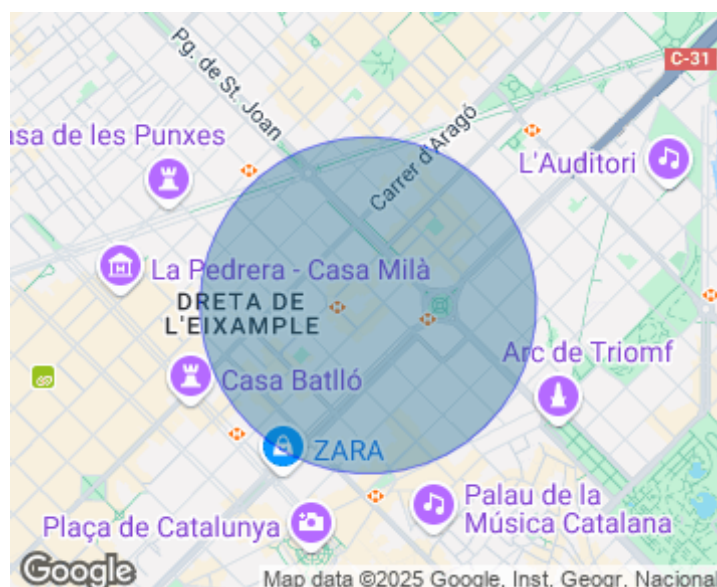 C-31
Pg. de St. Joan
asa de les Punxes
Carrer d'Aragó
L'Auditori
La Pedrera - Casa Milà
DRETA DE
L'EIXAMPLE
Arc de Triomf
Casa Batlló
ZARA
Palau de la
Música Catalana
Plaça de Catalunya
Google
Map data ©2025 Google, Inst. Geogr. Nacional